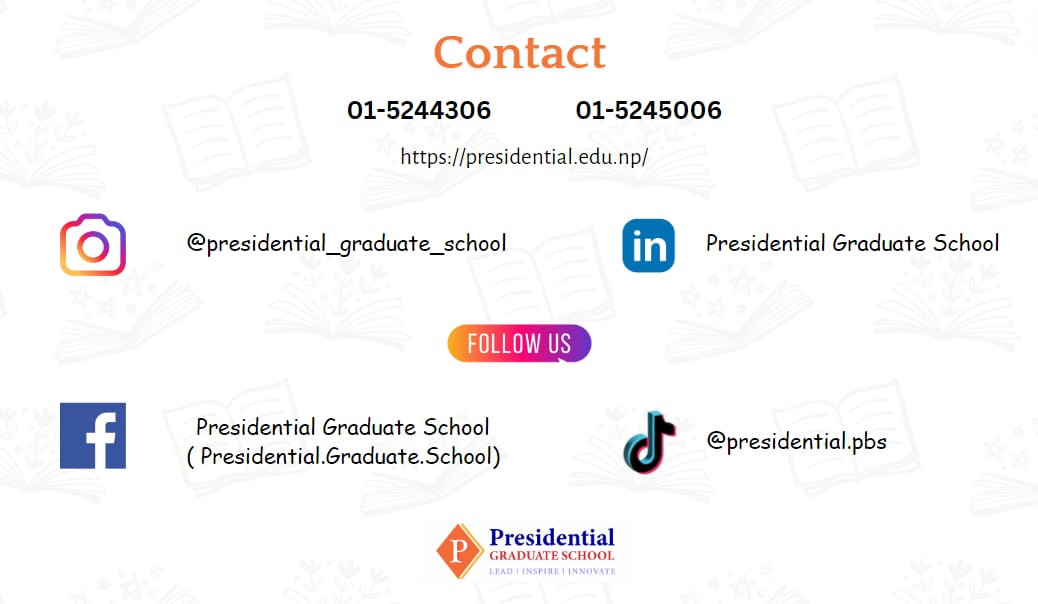 Contact
01-5244306 01-5245006
https://presidential.edu.np/
@presidential_graduate_school
in Presidential Graduate School
FOLLOW US
f Presidential Graduate School
( Presidential.Graduate.School)
@presidential.pbs
P Presidential
GRADUATE SCHOOL
LEAD | INSPIRE | INNOVATE